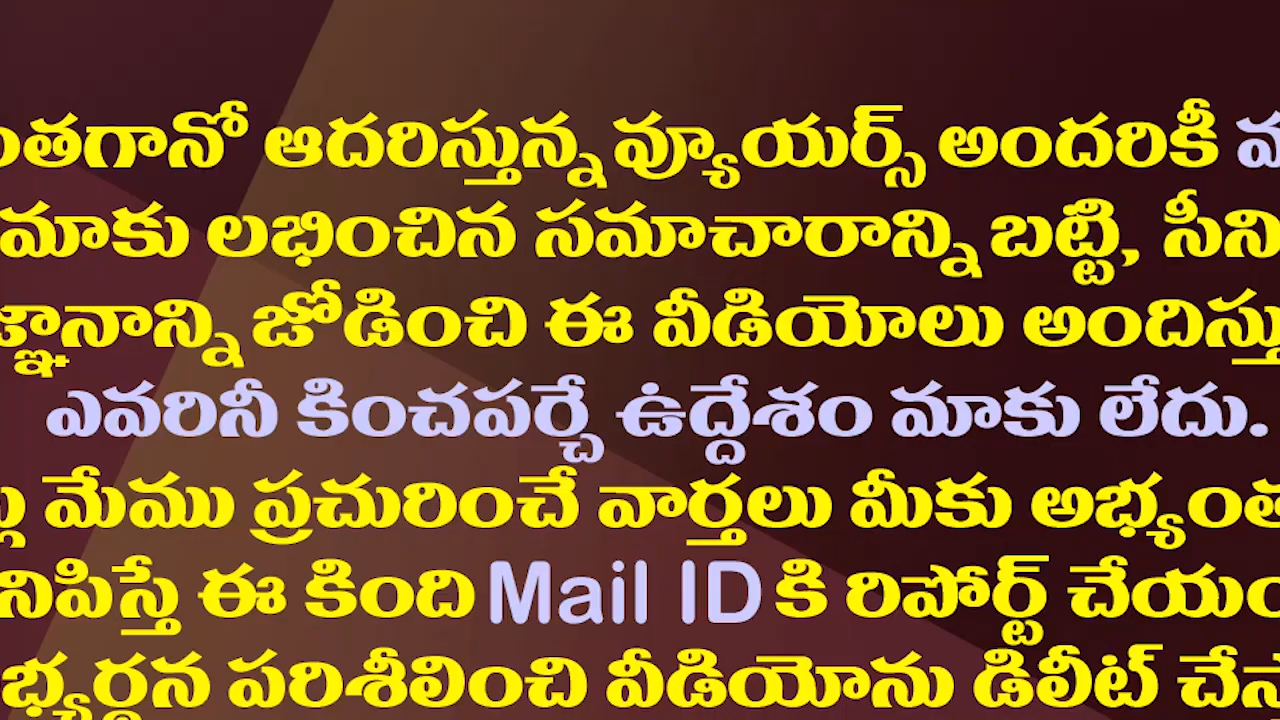 ంతగానో ఆదరిస్తున్న వ్యూయర్స్ అందరికీ
మాకు లభించిన సమాచారాన్ని బట్టి, సీని
జ్ఞానాన్ని జోడించి ఈ వీడియోలు అందిస్తు
ఎవరినీ కించపర్చే ఉద్దేశం మాకు లేదు.
మేము ప్రచురించే వార్తలు మీకు అభ్యంత
నిపిస్తే ఈ కింది Mail ID కి రిపోర్ట్ చేయం
భ్యర్థన పరిశీలించి వీడియోను డిలీట్ చేస